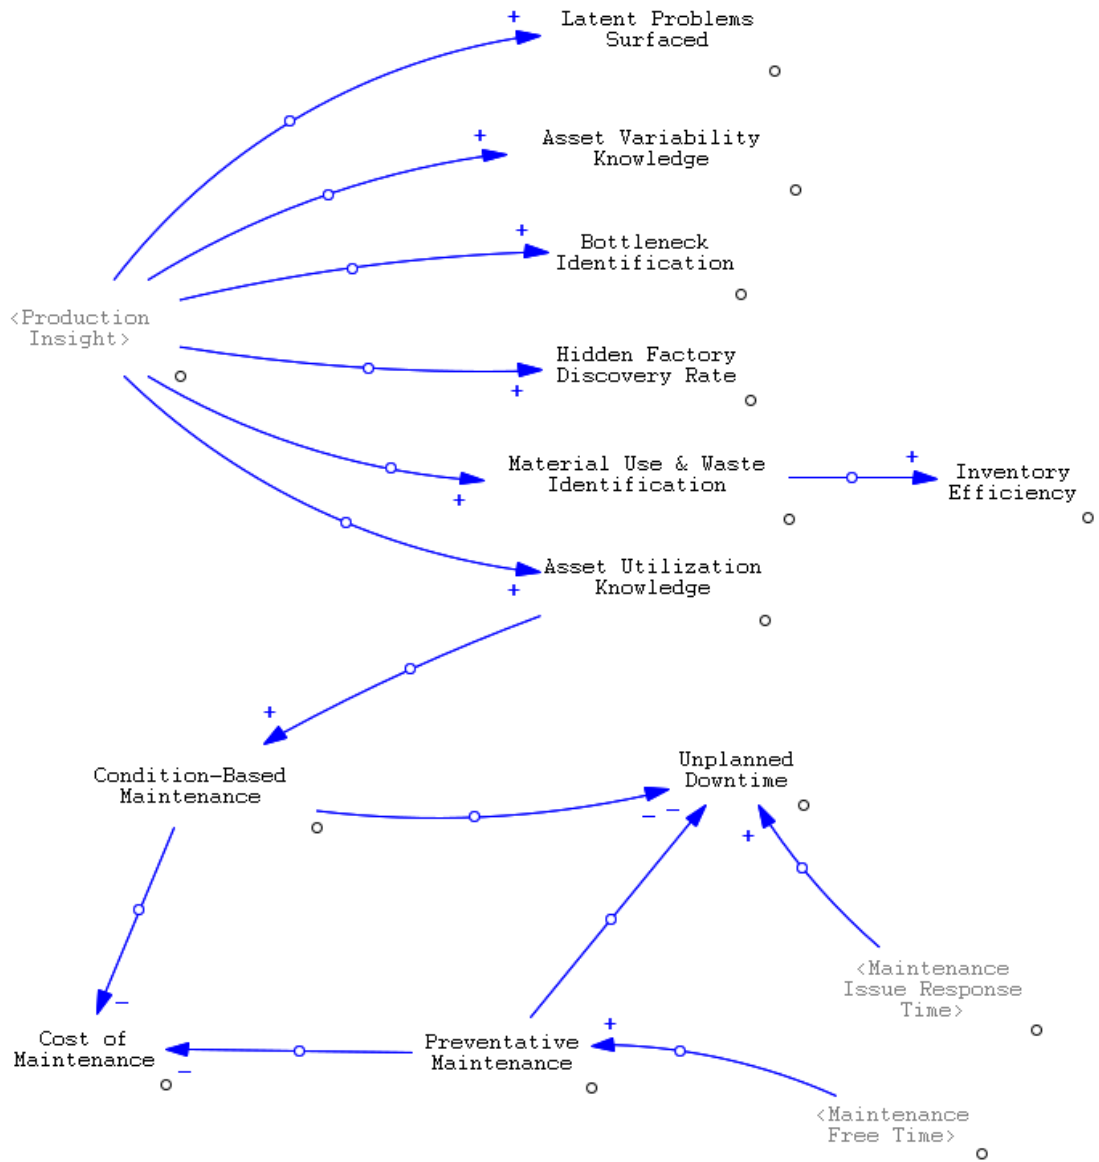 +
Latent Problems
Surfaced
+
Asset Variability
Knowledge
+
Bottleneck
Identification
<Production
Insight>
Hidden Factory
Discovery Rate
+
Material Use & Waste
Identification
+
+
Inventory
Efficiency
Asset Utilization
Knowledge
+
+
Condition-Based
Maintenance
Unplanned
Downtime
– –
+
<Maintenance
Issue Response
Time>
–
Cost of
Maintenance
–
+
Preventative
Maintenance
<Maintenance
Free Time>